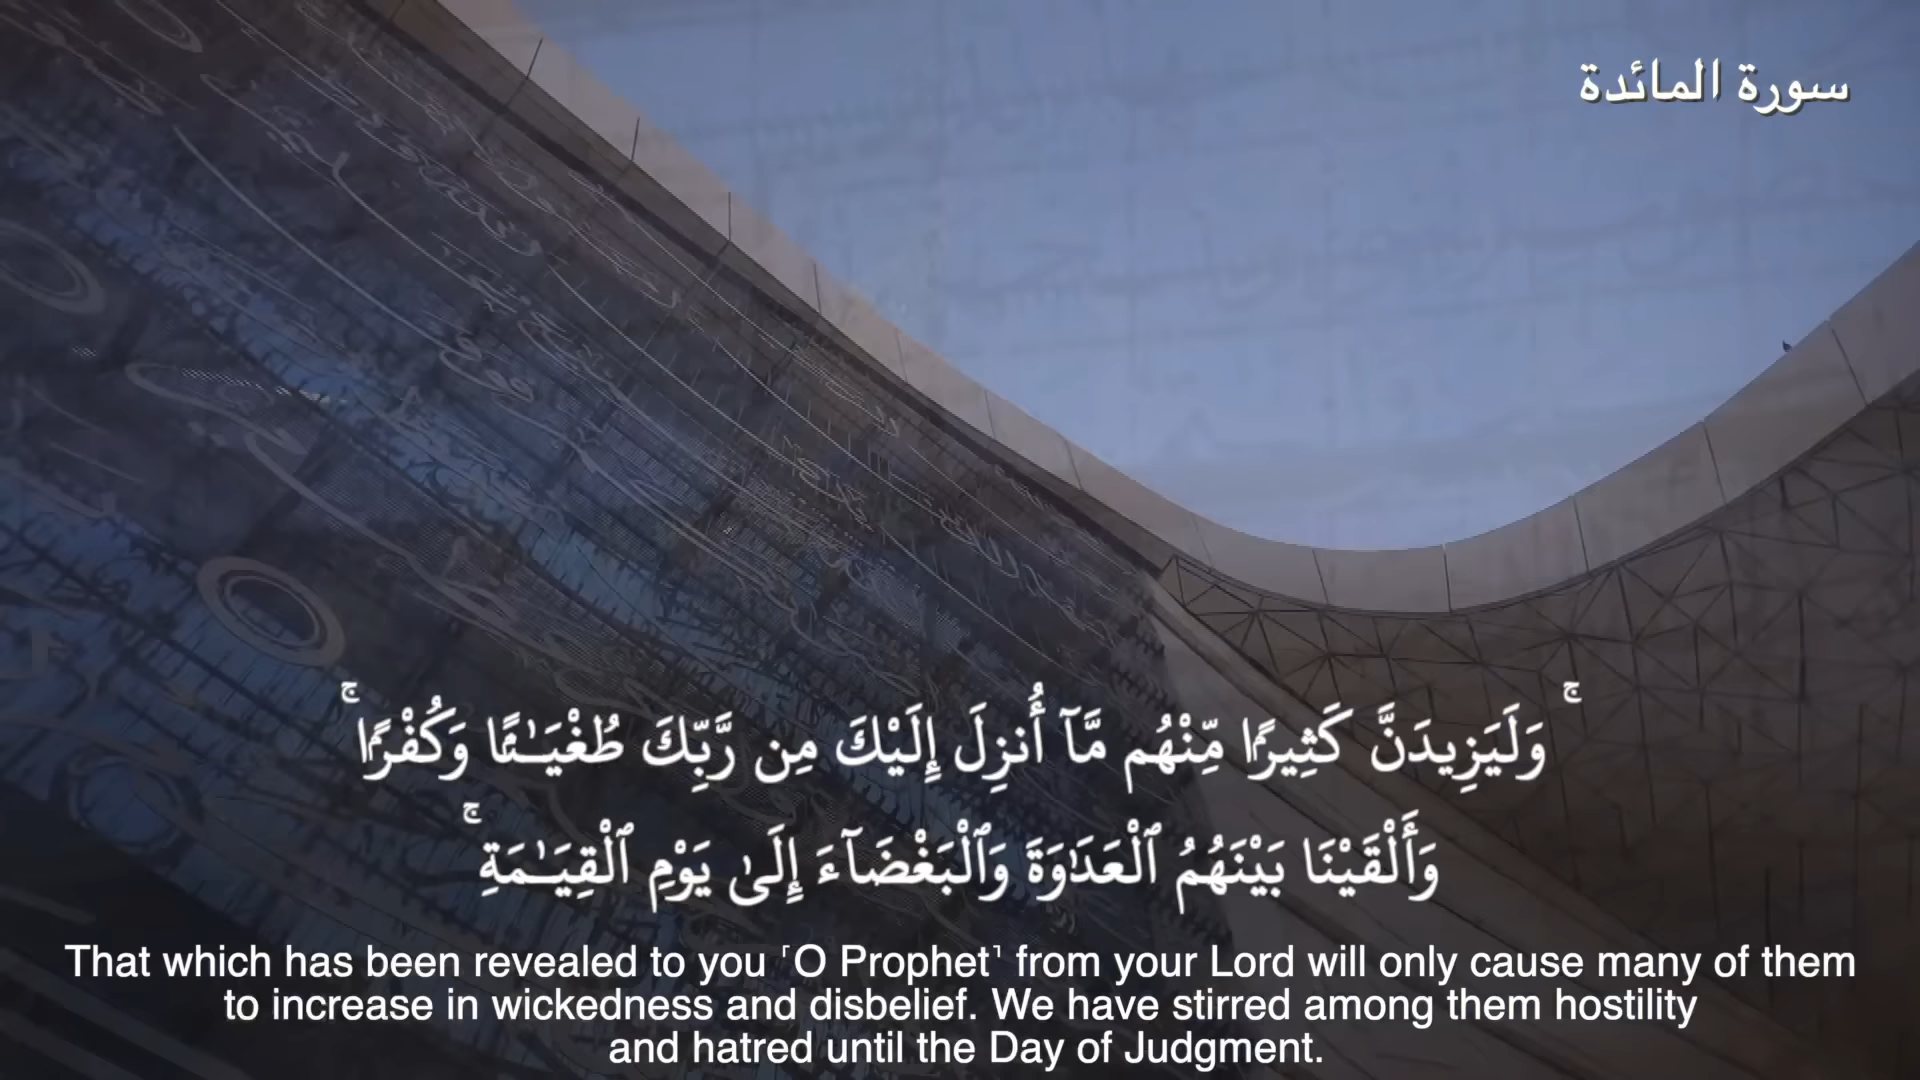 سورة المائدة
ۚ وَلَيَزِيدَنَّ كَثِيرًا مِّنْهُم مَّآ أُنزِلَ إِلَيْكَ مِن رَّبِّكَ طُغْيَـٰنًا وَكُفْرًا ۚ
وَأَلْقَيْنَا بَيْنَهُمُ ٱلْعَدَٰوَةَ وَٱلْبَغْضَآءَ إِلَىٰ يَوْمِ ٱلْقِيَـٰمَةِ ۚ
That which has been revealed to you ˹O Prophet˺ from your Lord will only cause many of them
to increase in wickedness and disbelief. We have stirred among them hostility
and hatred until the Day of Judgment.